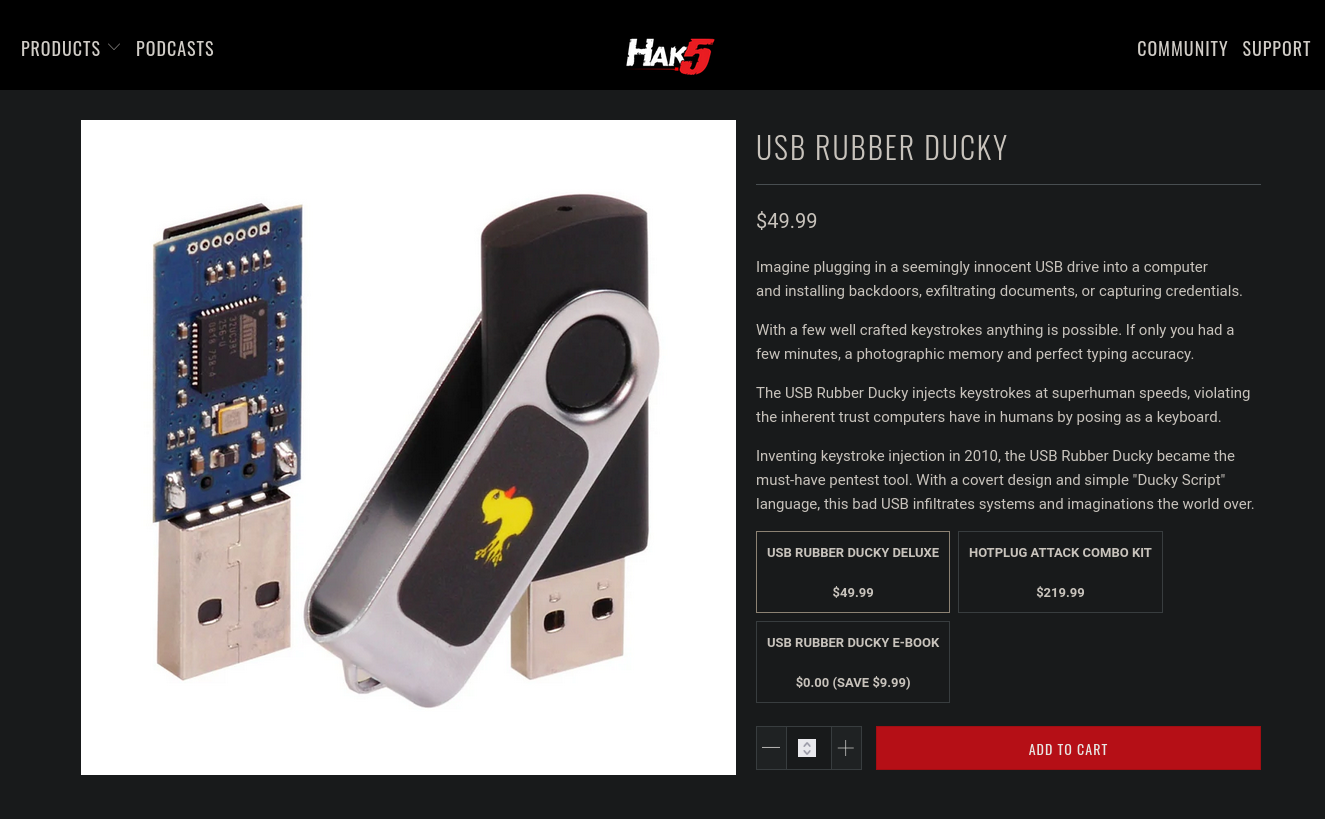 PRODUCTS
PODCASTS
HAK5
COMMUNITY
SUPPORT
USB RUBBER DUCKY
$49.99
Imagine plugging in a seemingly innocent USB drive into a computer
and installing backdoors, exfiltrating documents, or capturing credentials.
With a few well crafted keystrokes anything is possible. If only you had a
few minutes, a photographic memory and perfect typing accuracy.
The USB Rubber Ducky injects keystrokes at superhuman speeds, violating
the inherent trust computers have in humans by posing as a keyboard.
Inventing keystroke injection in 2010, the USB Rubber Ducky became the
must-have pentest tool. With a covert design and simple "Ducky Script"
language, this bad USB infiltrates systems and imaginations the world over.
USB RUBBER DUCKY DELUXE
$49.99
HOTPLUG ATTACK COMBO KIT
$219.99
USB RUBBER DUCKY E-BOOK
$0.00 (SAVE $9.99)
ADD TO CART
ATMEL